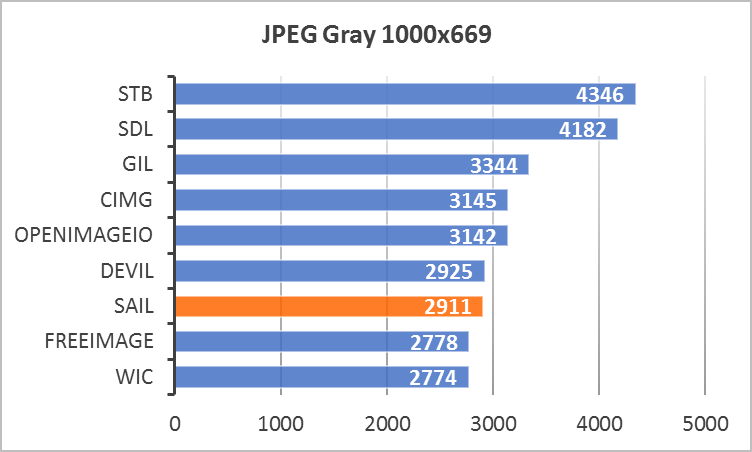 JPEG Gray 1000x669
STB 4346
SDL 4182
GIL 3344
CIMG 3145
OPENIMAGEIO 3142
DEVIL 2925
SAIL 2911
FREEIMAGE 2778
WIC 2774
0 1000 2000 3000 4000 5000